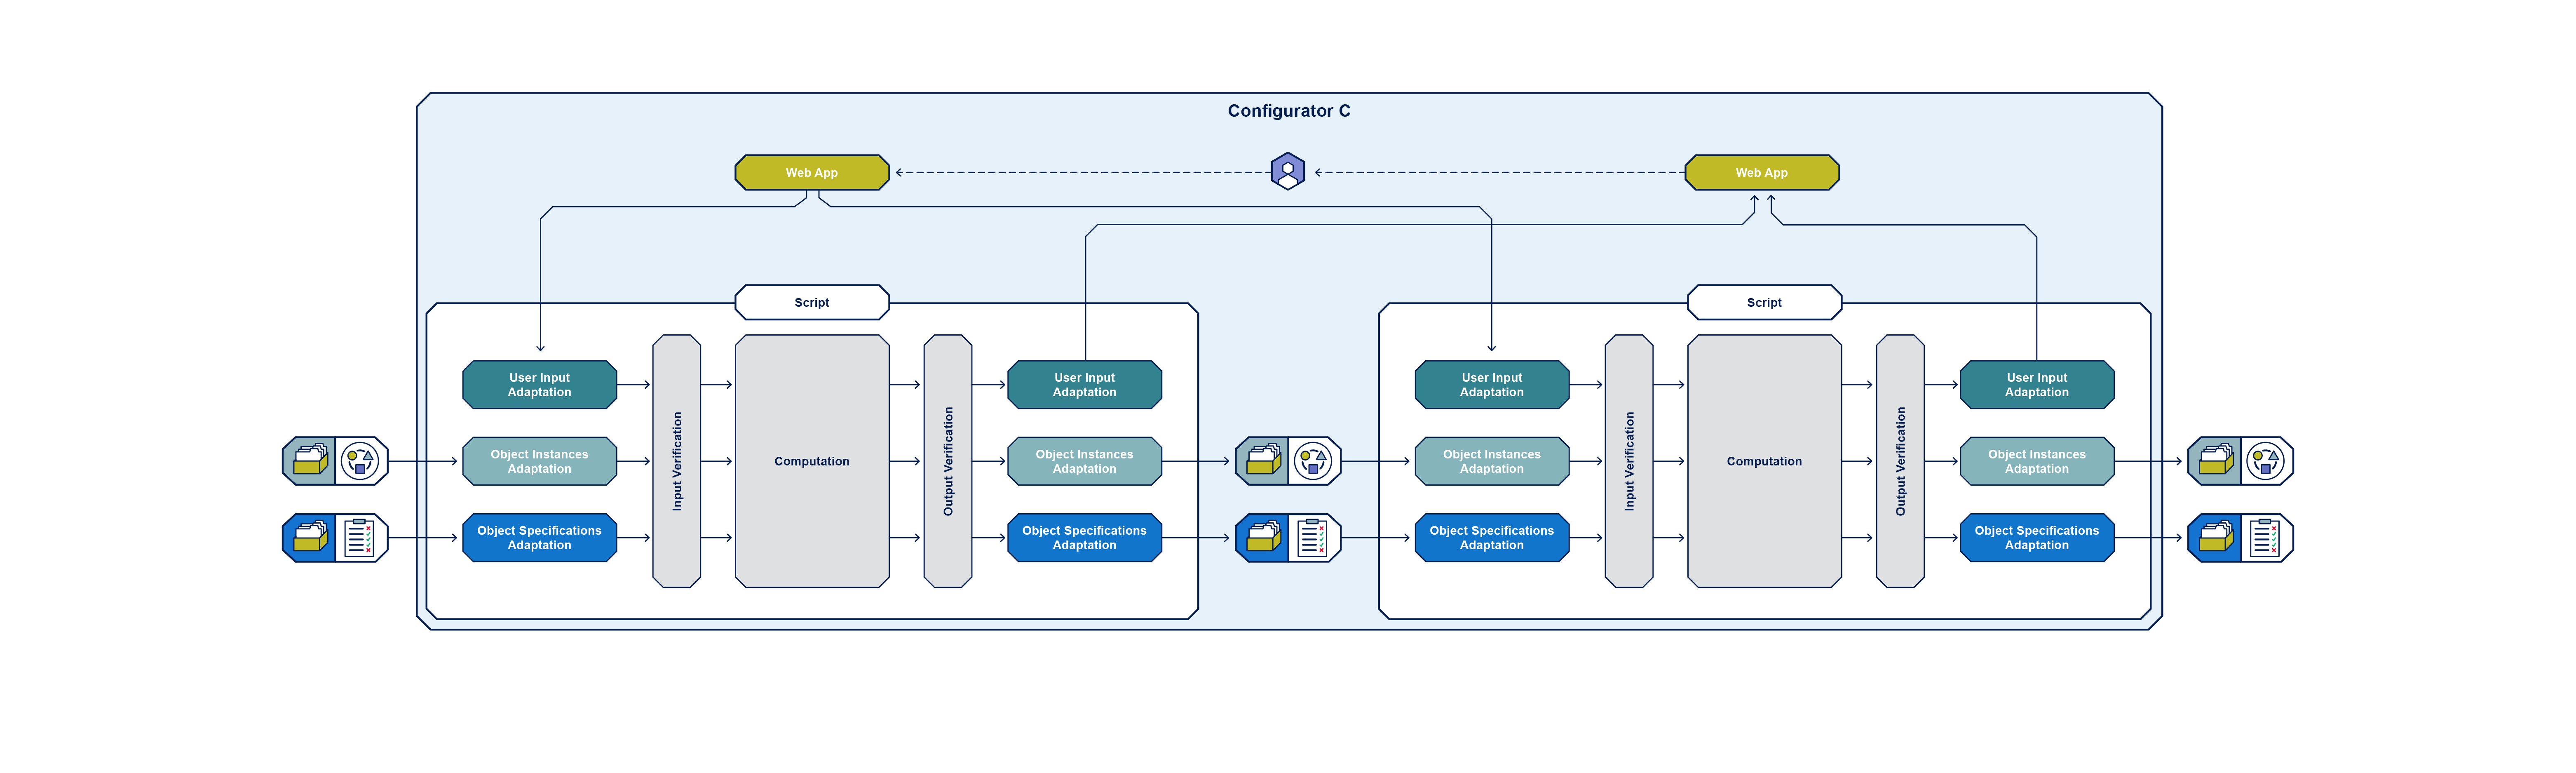 Configurator C
Web App
Web App
Script
Script
User Input
Adaptation
Object Instances
Adaptation
Object Specifications
Adaptation
Input Verification
Computation
Output Verification
User Input
Adaptation
Object Instances
Adaptation
Object Specifications
Adaptation
User Input
Adaptation
Object Instances
Adaptation
Object Specifications
Adaptation
Input Verification
Computation
Output Verification
User Input
Adaptation
Object Instances
Adaptation
Object Specifications
Adaptation